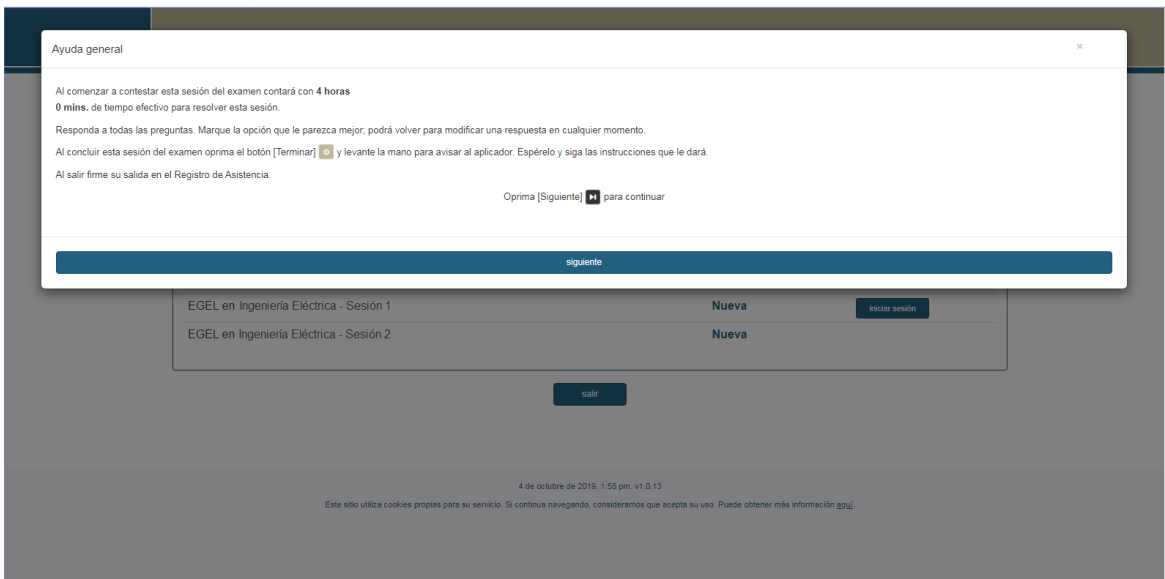 Ayuda general ×
Al comenzar a contestar esta sesión del examen contará con 4 horas
0 mins. de tiempo efectivo para resolver esta sesión.
Responda a todas las preguntas. Marque la opción que le parezca mejor; podrá volver para modificar una respuesta en cualquier momento.
Al concluir esta sesión del examen oprima el botón [Terminar] y levante la mano para avisar al aplicador. Espérelo y siga las instrucciones que le dará.
Al salir firme su salida en el Registro de Asistencia.
Oprima [Siguiente] para continuar
siguiente
EGEL en Ingeniería Eléctrica - Sesión 1 Nueva iniciar sesión
EGEL en Ingeniería Eléctrica - Sesión 2 Nueva
salir
4 de octubre de 2019, 1:58 pm. v1.0.13
Este sitio utiliza cookies propias para su servicio. Si continua navegando, consideramos que acepta su uso. Puede obtener más información aquí.